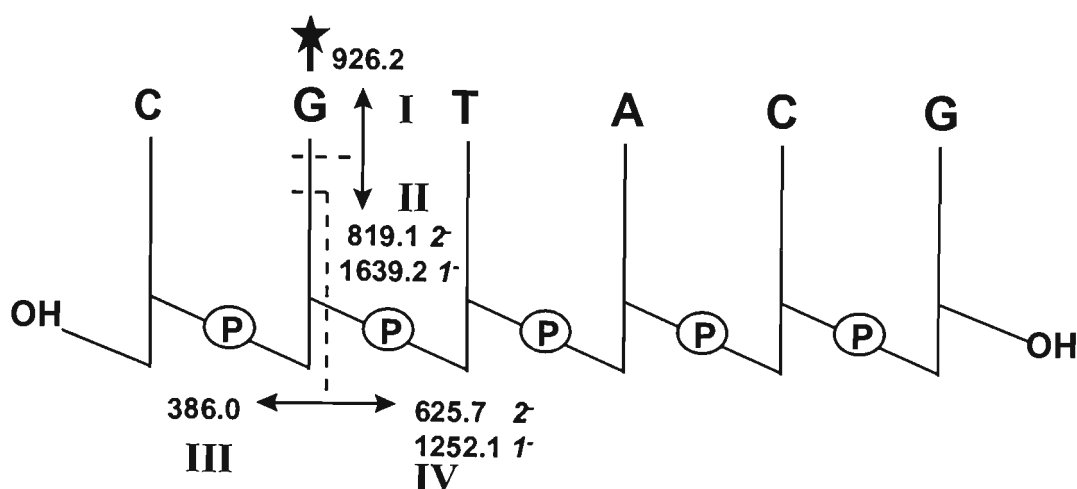 926.2
C G T A C G
I
II
819.1 2-
1639.2 1-
OH P P P P P OH
386.0 625.7 2-
III 1252.1 1-
IV